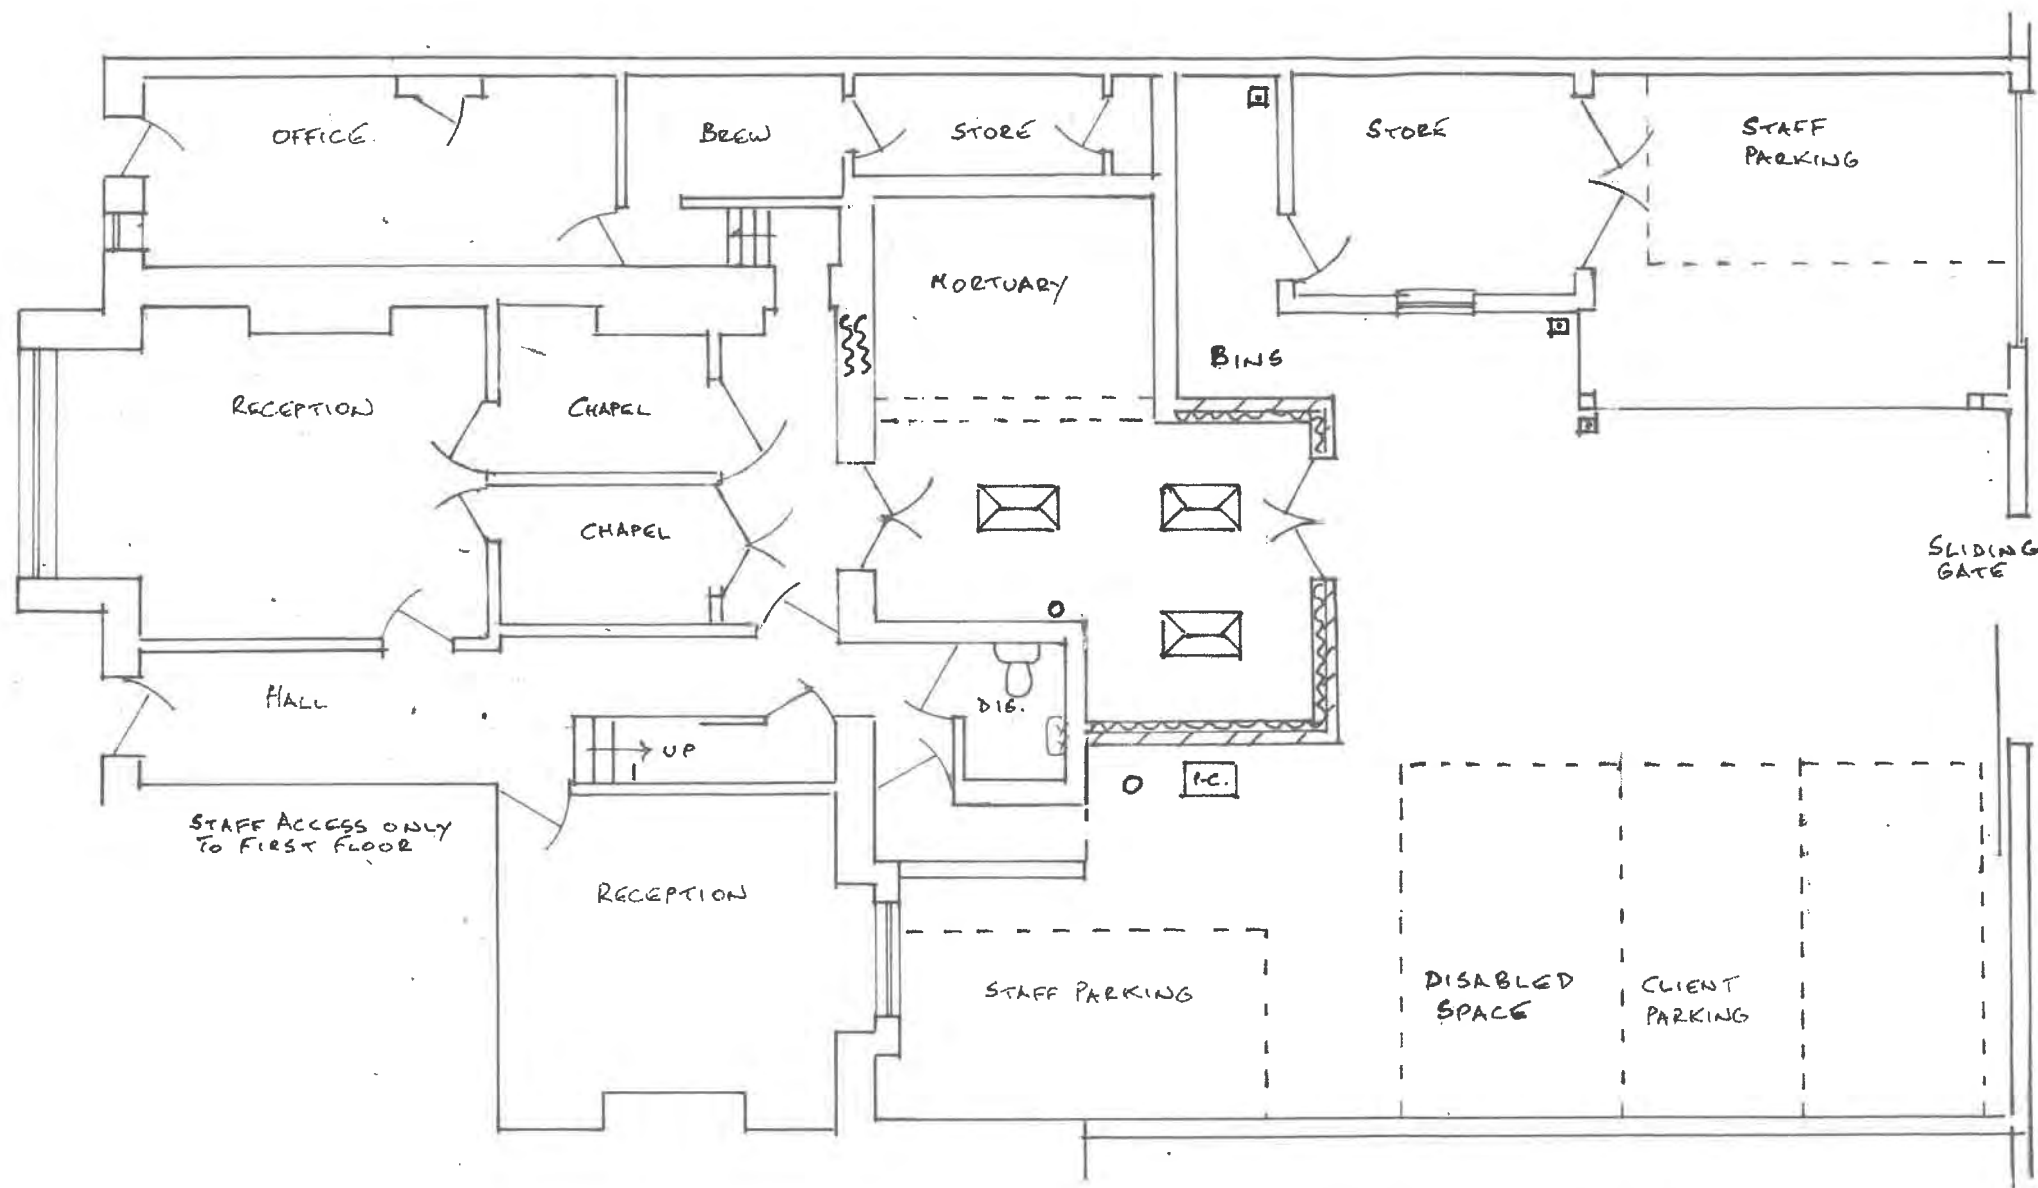 OFFICE.
BREW
STORE
STORE
STAFF
PARKING
MORTUARY
BINS
RECEPTION
CHAPEL
CHAPEL
SLIDING
GATE
HALL
DIS.
UP
P.C.
STAFF ACCESS ONLY
TO FIRST FLOOR
RECEPTION
STAFF PARKING
DISABLED
SPACE
CLIENT
PARKING